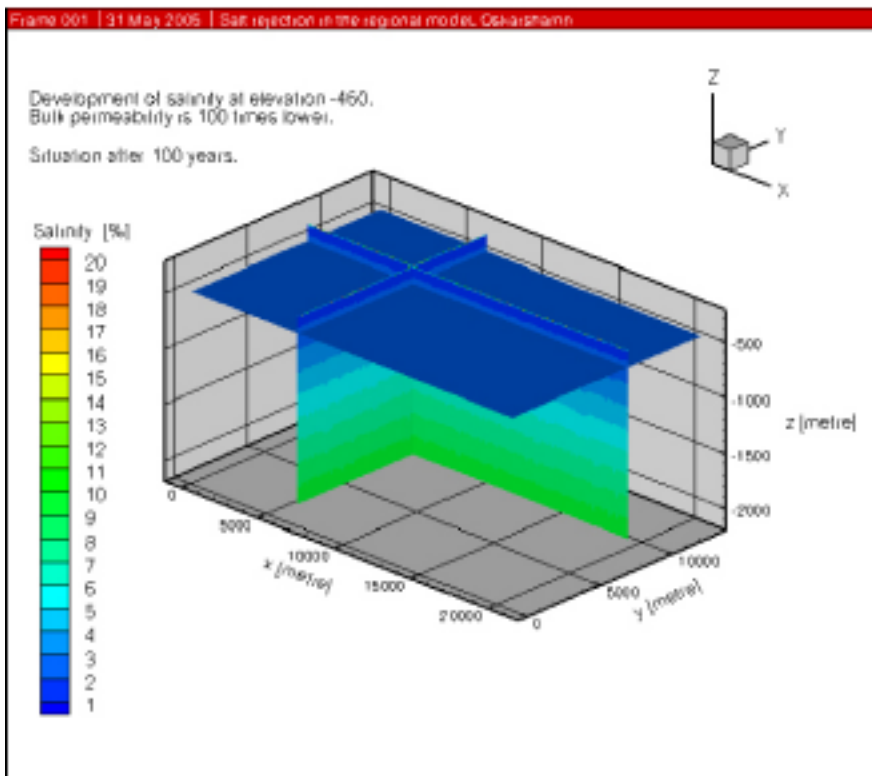 Frame 001 | 31 May 2005 | Salt rejection in the regional model, Oskarshamn
Development of salinity at elevation -450.
Bulk permeability is 100 times lower.
Situation after 100 years.
Z
Y
X
Salinity [%]
20
19
18
17
16
15
14
13
12
11
10
9
8
7
6
5
4
3
2
1
-500
-1000
-1500
-2000
z [metre]
0
5000
10000
15000
20000
x [metre]
0
5000
10000
y [metre]